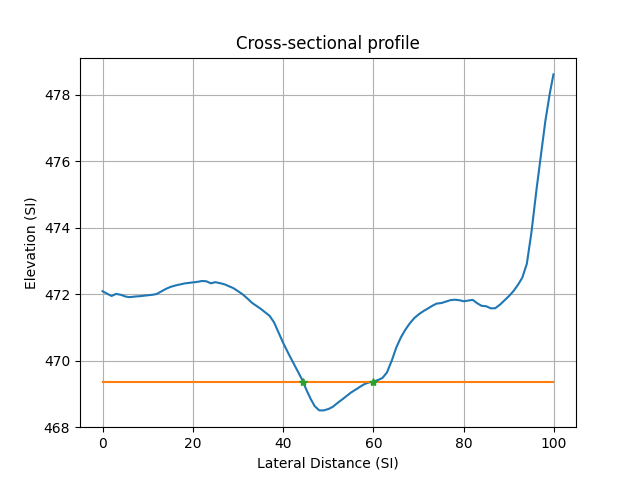 Cross-sectional profile
Elevation (SI)
478
476
474
472
470
468
0 20 40 60 80 100
Lateral Distance (SI)